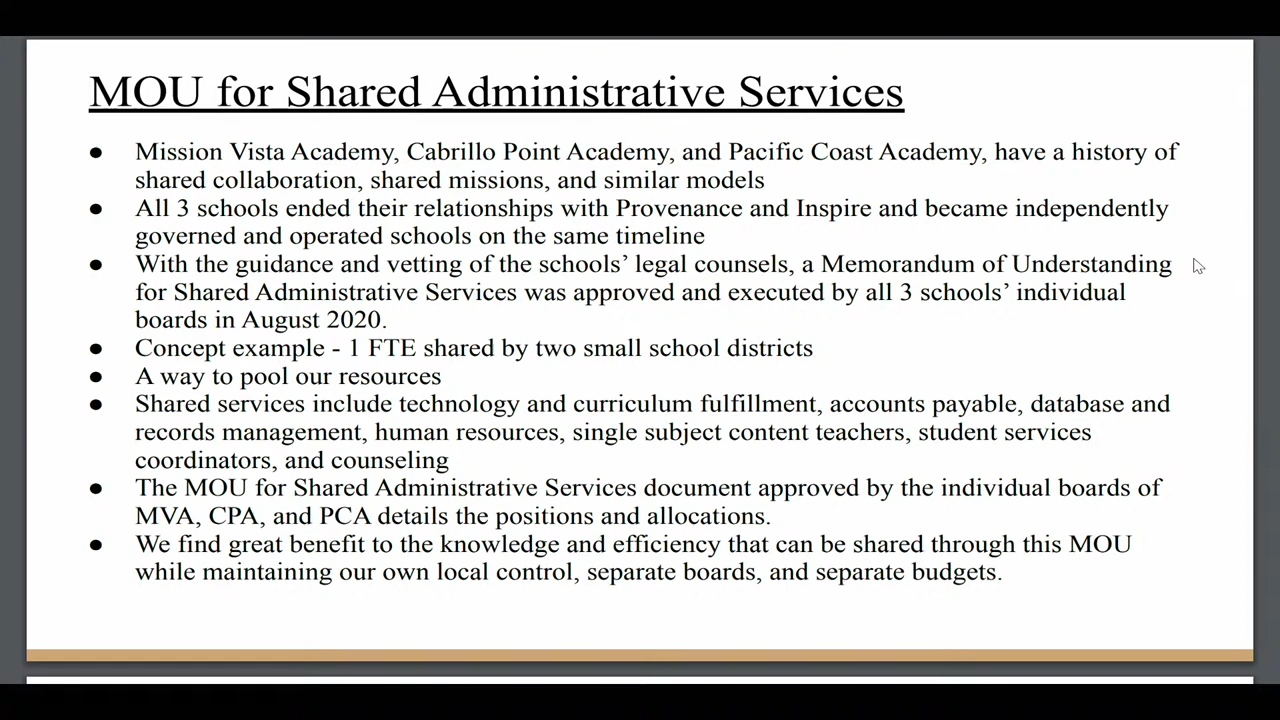 MOU for Shared Administrative Services
● Mission Vista Academy, Cabrillo Point Academy, and Pacific Coast Academy, have a history of
shared collaboration, shared missions, and similar models
● All 3 schools ended their relationships with Provenance and Inspire and became independently
governed and operated schools on the same timeline
● With the guidance and vetting of the schools’ legal counsels, a Memorandum of Understanding
for Shared Administrative Services was approved and executed by all 3 schools’ individual
boards in August 2020.
● Concept example - 1 FTE shared by two small school districts
● A way to pool our resources
● Shared services include technology and curriculum fulfillment, accounts payable, database and
records management, human resources, single subject content teachers, student services
coordinators, and counseling
● The MOU for Shared Administrative Services document approved by the individual boards of
MVA, CPA, and PCA details the positions and allocations.
● We find great benefit to the knowledge and efficiency that can be shared through this MOU
while maintaining our own local control, separate boards, and separate budgets.